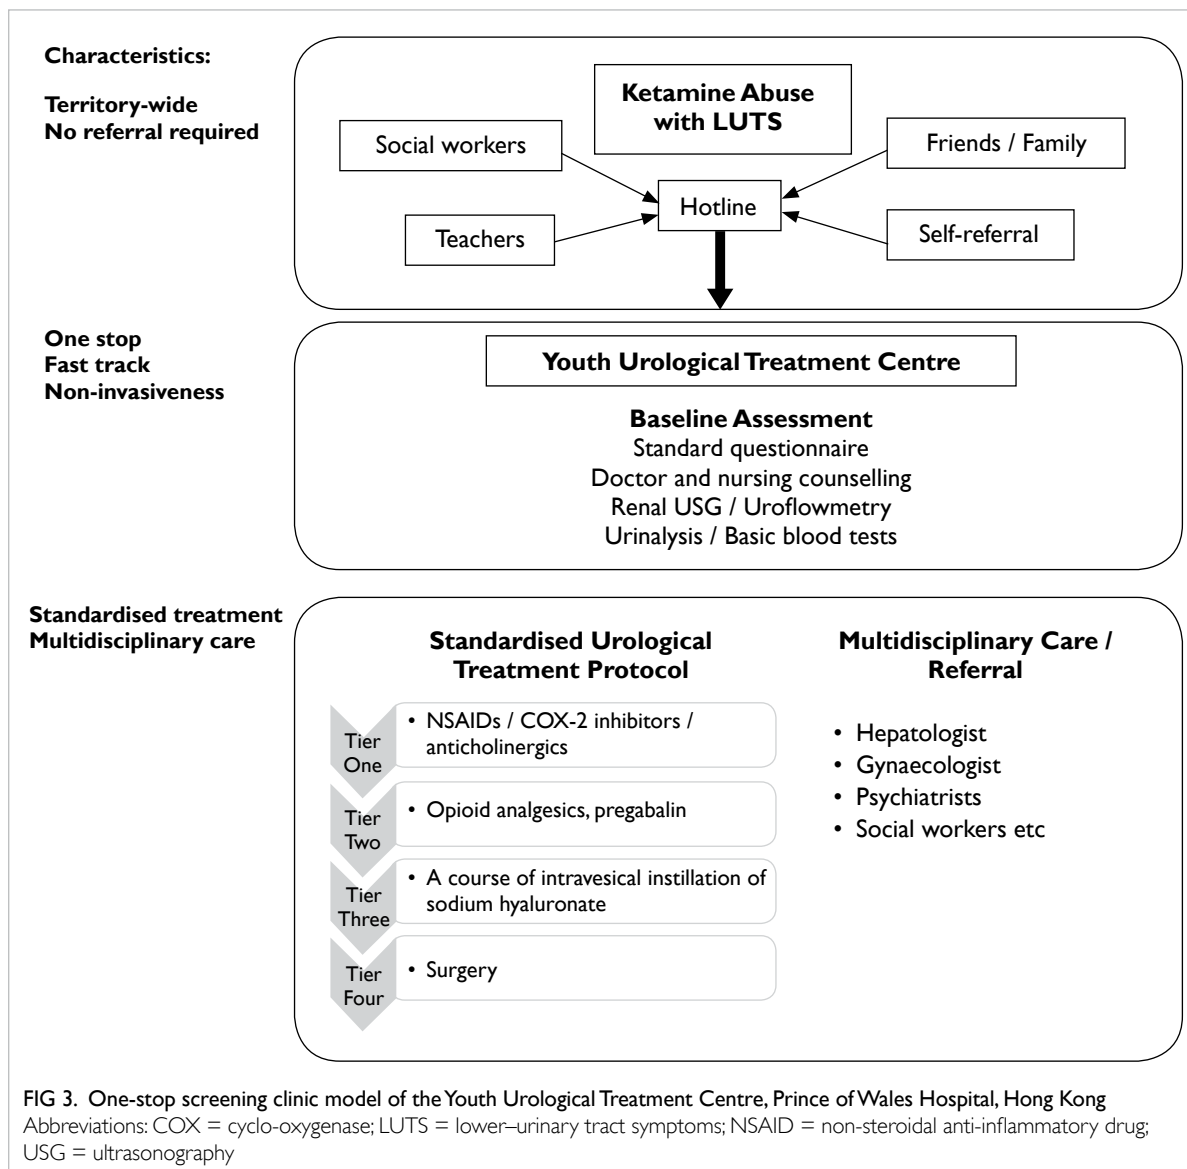 Characteristics:
Territory-wide
No referral required
Ketamine Abuse
with LUTS
Social workers
Friends / Family
Hotline
Teachers
Self-referral
One stop
Fast track
Non-invasiveness
Youth Urological Treatment Centre
Baseline Assessment
Standard questionnaire
Doctor and nursing counselling
Renal USG / Uroflowmetry
Urinalysis / Basic blood tests
Standardised treatment
Multidisciplinary care
Standardised Urological
Treatment Protocol
Tier
One
• NSAIDs / COX-2 inhibitors /
anticholinergics
Tier
Two
• Opioid analgesics, pregabalin
Tier
Three
• A course of intravesical instillation of
sodium hyaluronate
Tier
Four
• Surgery
Multidisciplinary Care /
Referral
• Hepatologist
• Gynaecologist
• Psychiatrists
• Social workers etc
FIG 3. One-stop screening clinic model of the Youth Urological Treatment Centre, Prince of Wales Hospital, Hong Kong
Abbreviations: COX = cyclo-oxygenase; LUTS = lower–urinary tract symptoms; NSAID = non-steroidal anti-inflammatory drug;
USG = ultrasonography